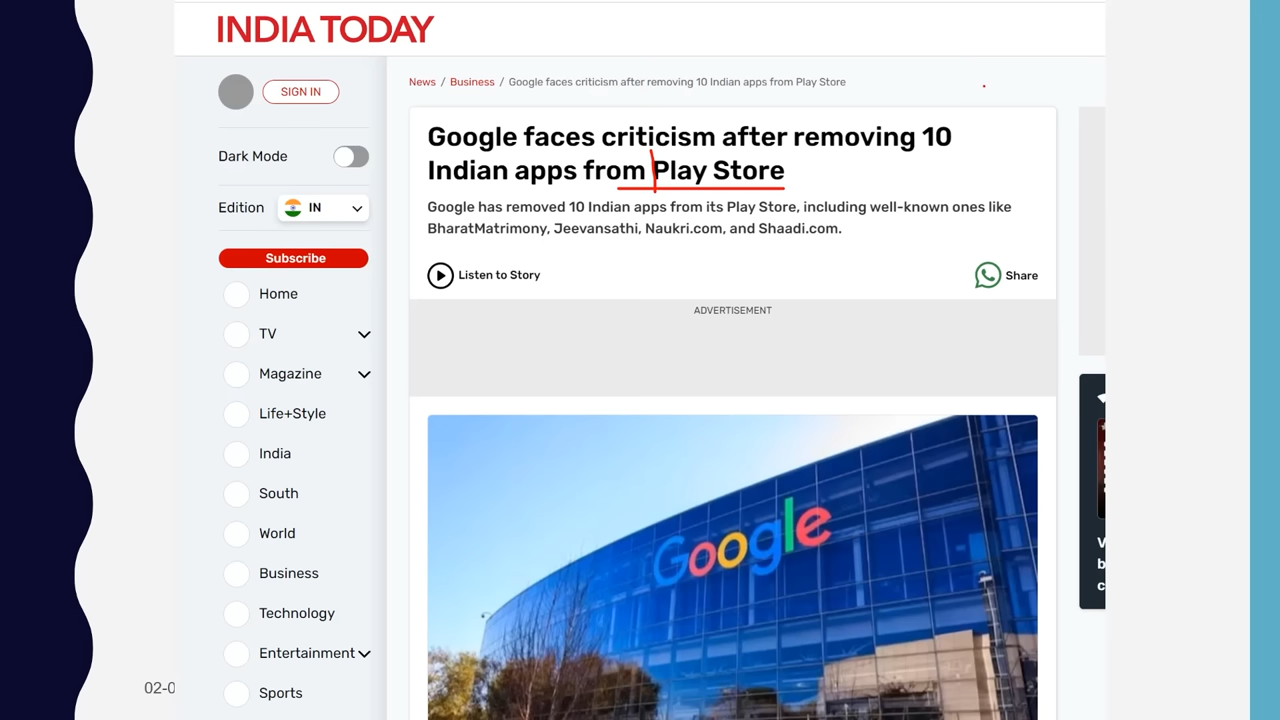 INDIA TODAY
SIGN IN
Dark Mode
Edition
IN
Subscribe
Home
TV
Magazine
Life+Style
India
South
World
Business
Technology
Entertainment
Sports
News / Business / Google faces criticism after removing 10 Indian apps from Play Store
Google faces criticism after removing 10
Indian apps from Play Store
Google has removed 10 Indian apps from its Play Store, including well-known ones like
BharatMatrimony, Jeevansathi, Naukri.com, and Shaadi.com.
Listen to Story
Share
ADVERTISEMENT
Google
V
b
c
02-0